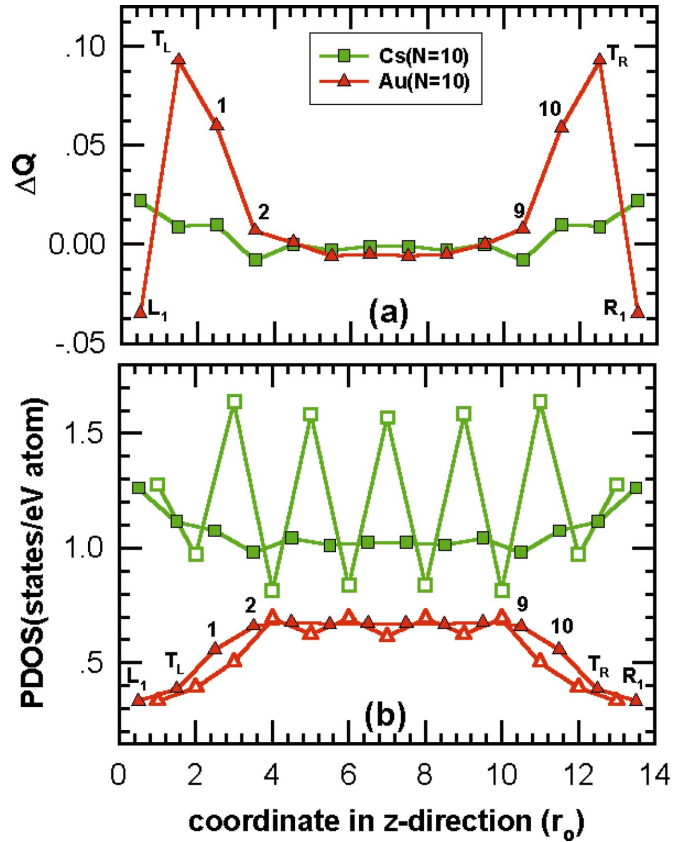 .10
.05
0.00
-.05
ΔQ
Cs(N=10)
Au(N=10)
T_L
1
2
L_1
9
10
T_R
R_1
(a)
1.5
1.0
.5
PDOS(states/eV atom)
L_1
T_L
1
2
9
10
T_R
R_1
(b)
0 2 4 6 8 10 12 14
coordinate in z-direction (r_o)